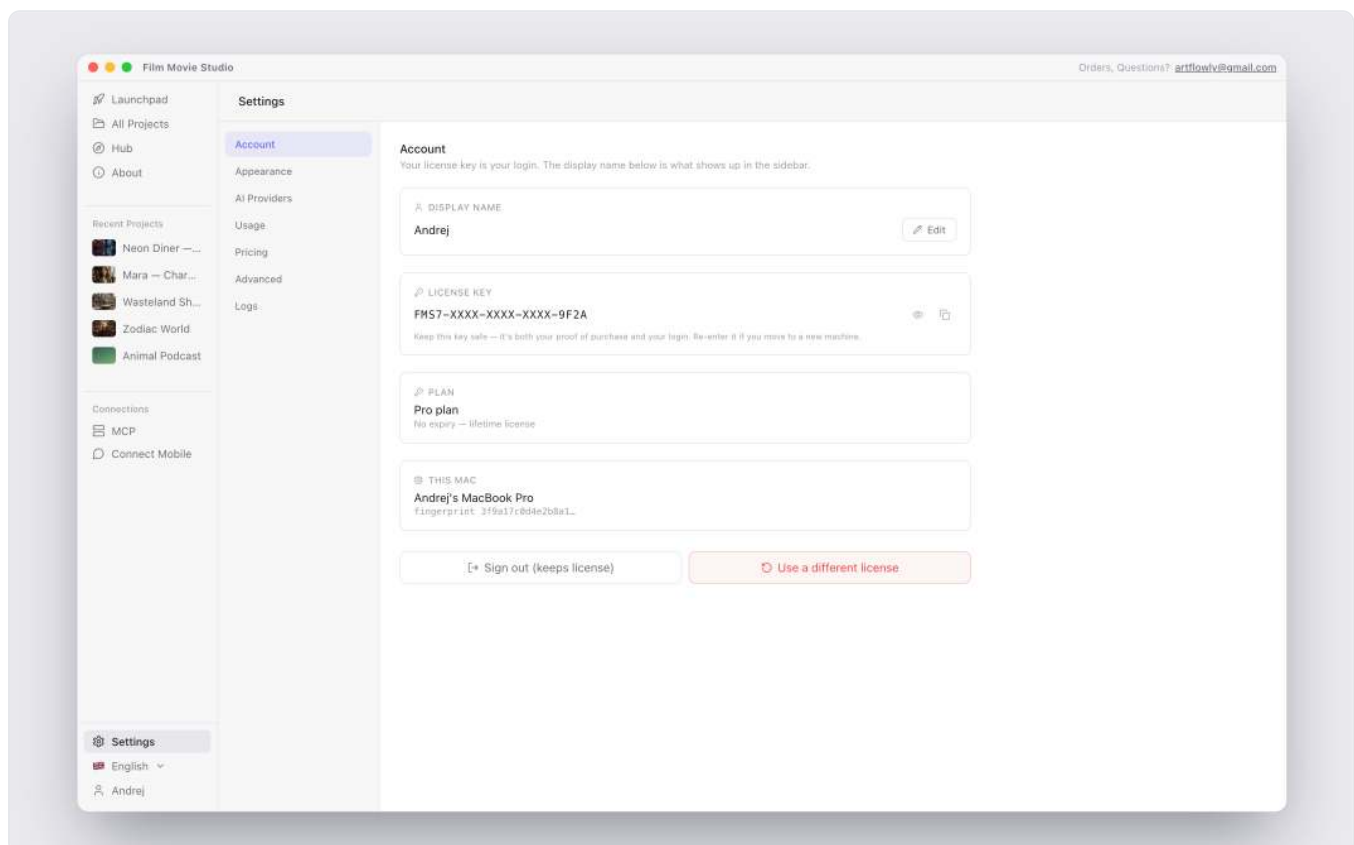 Film Movie Studio
Orders, Questions? artflowlv@gmail.com
Launchpad
All Projects
Hub
About
Recent Projects
Neon Diner —...
Mara — Char...
Wasteland Sh...
Zodiac World
Animal Podcast
Connections
MCP
Connect Mobile
Settings
English
Andrej
Settings
Account
Appearance
AI Providers
Usage
Pricing
Advanced
Logs
Account
Your license key is your login. The display name below is what shows up in the sidebar.
DISPLAY NAME
Andrej
Edit
LICENSE KEY
FMS7-XXXX-XXXX-XXXX-9F2A
Keep this key safe — it's both your proof of purchase and your login. Re-enter it if you move to a new machine.
PLAN
Pro plan
No expiry — lifetime license
THIS MAC
Andrej's MacBook Pro
fingerprint 3f9a17c0d4e2b8a1…
Sign out (keeps license)
Use a different license